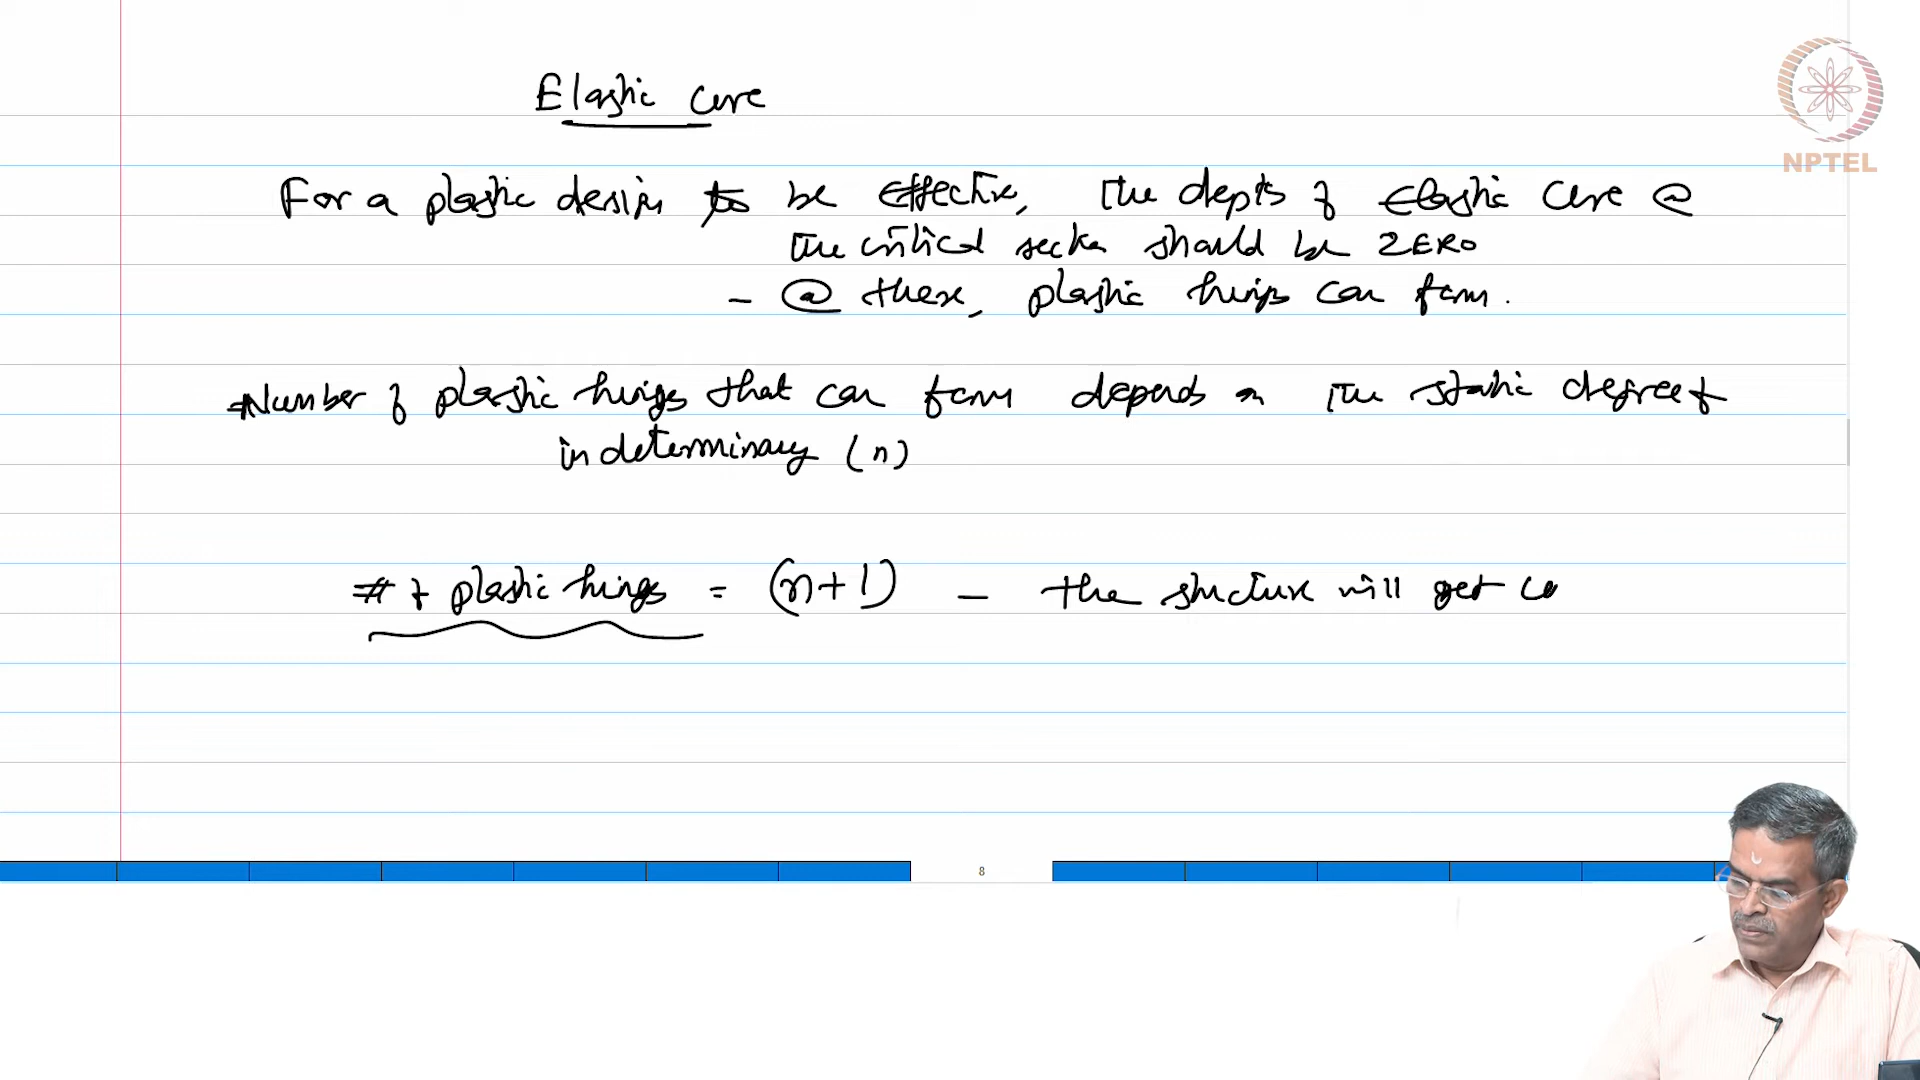 Elastic core
NPTEL
For a plastic design to be effective, the depth of elastic core @
the critical section should be ZERO
- @ these, plastic hinges can form.
Number of plastic hinges that can form depends on the static degree of
indeterminacy (n)
# of plastic hinges = (n+1) - the structure will get co
8